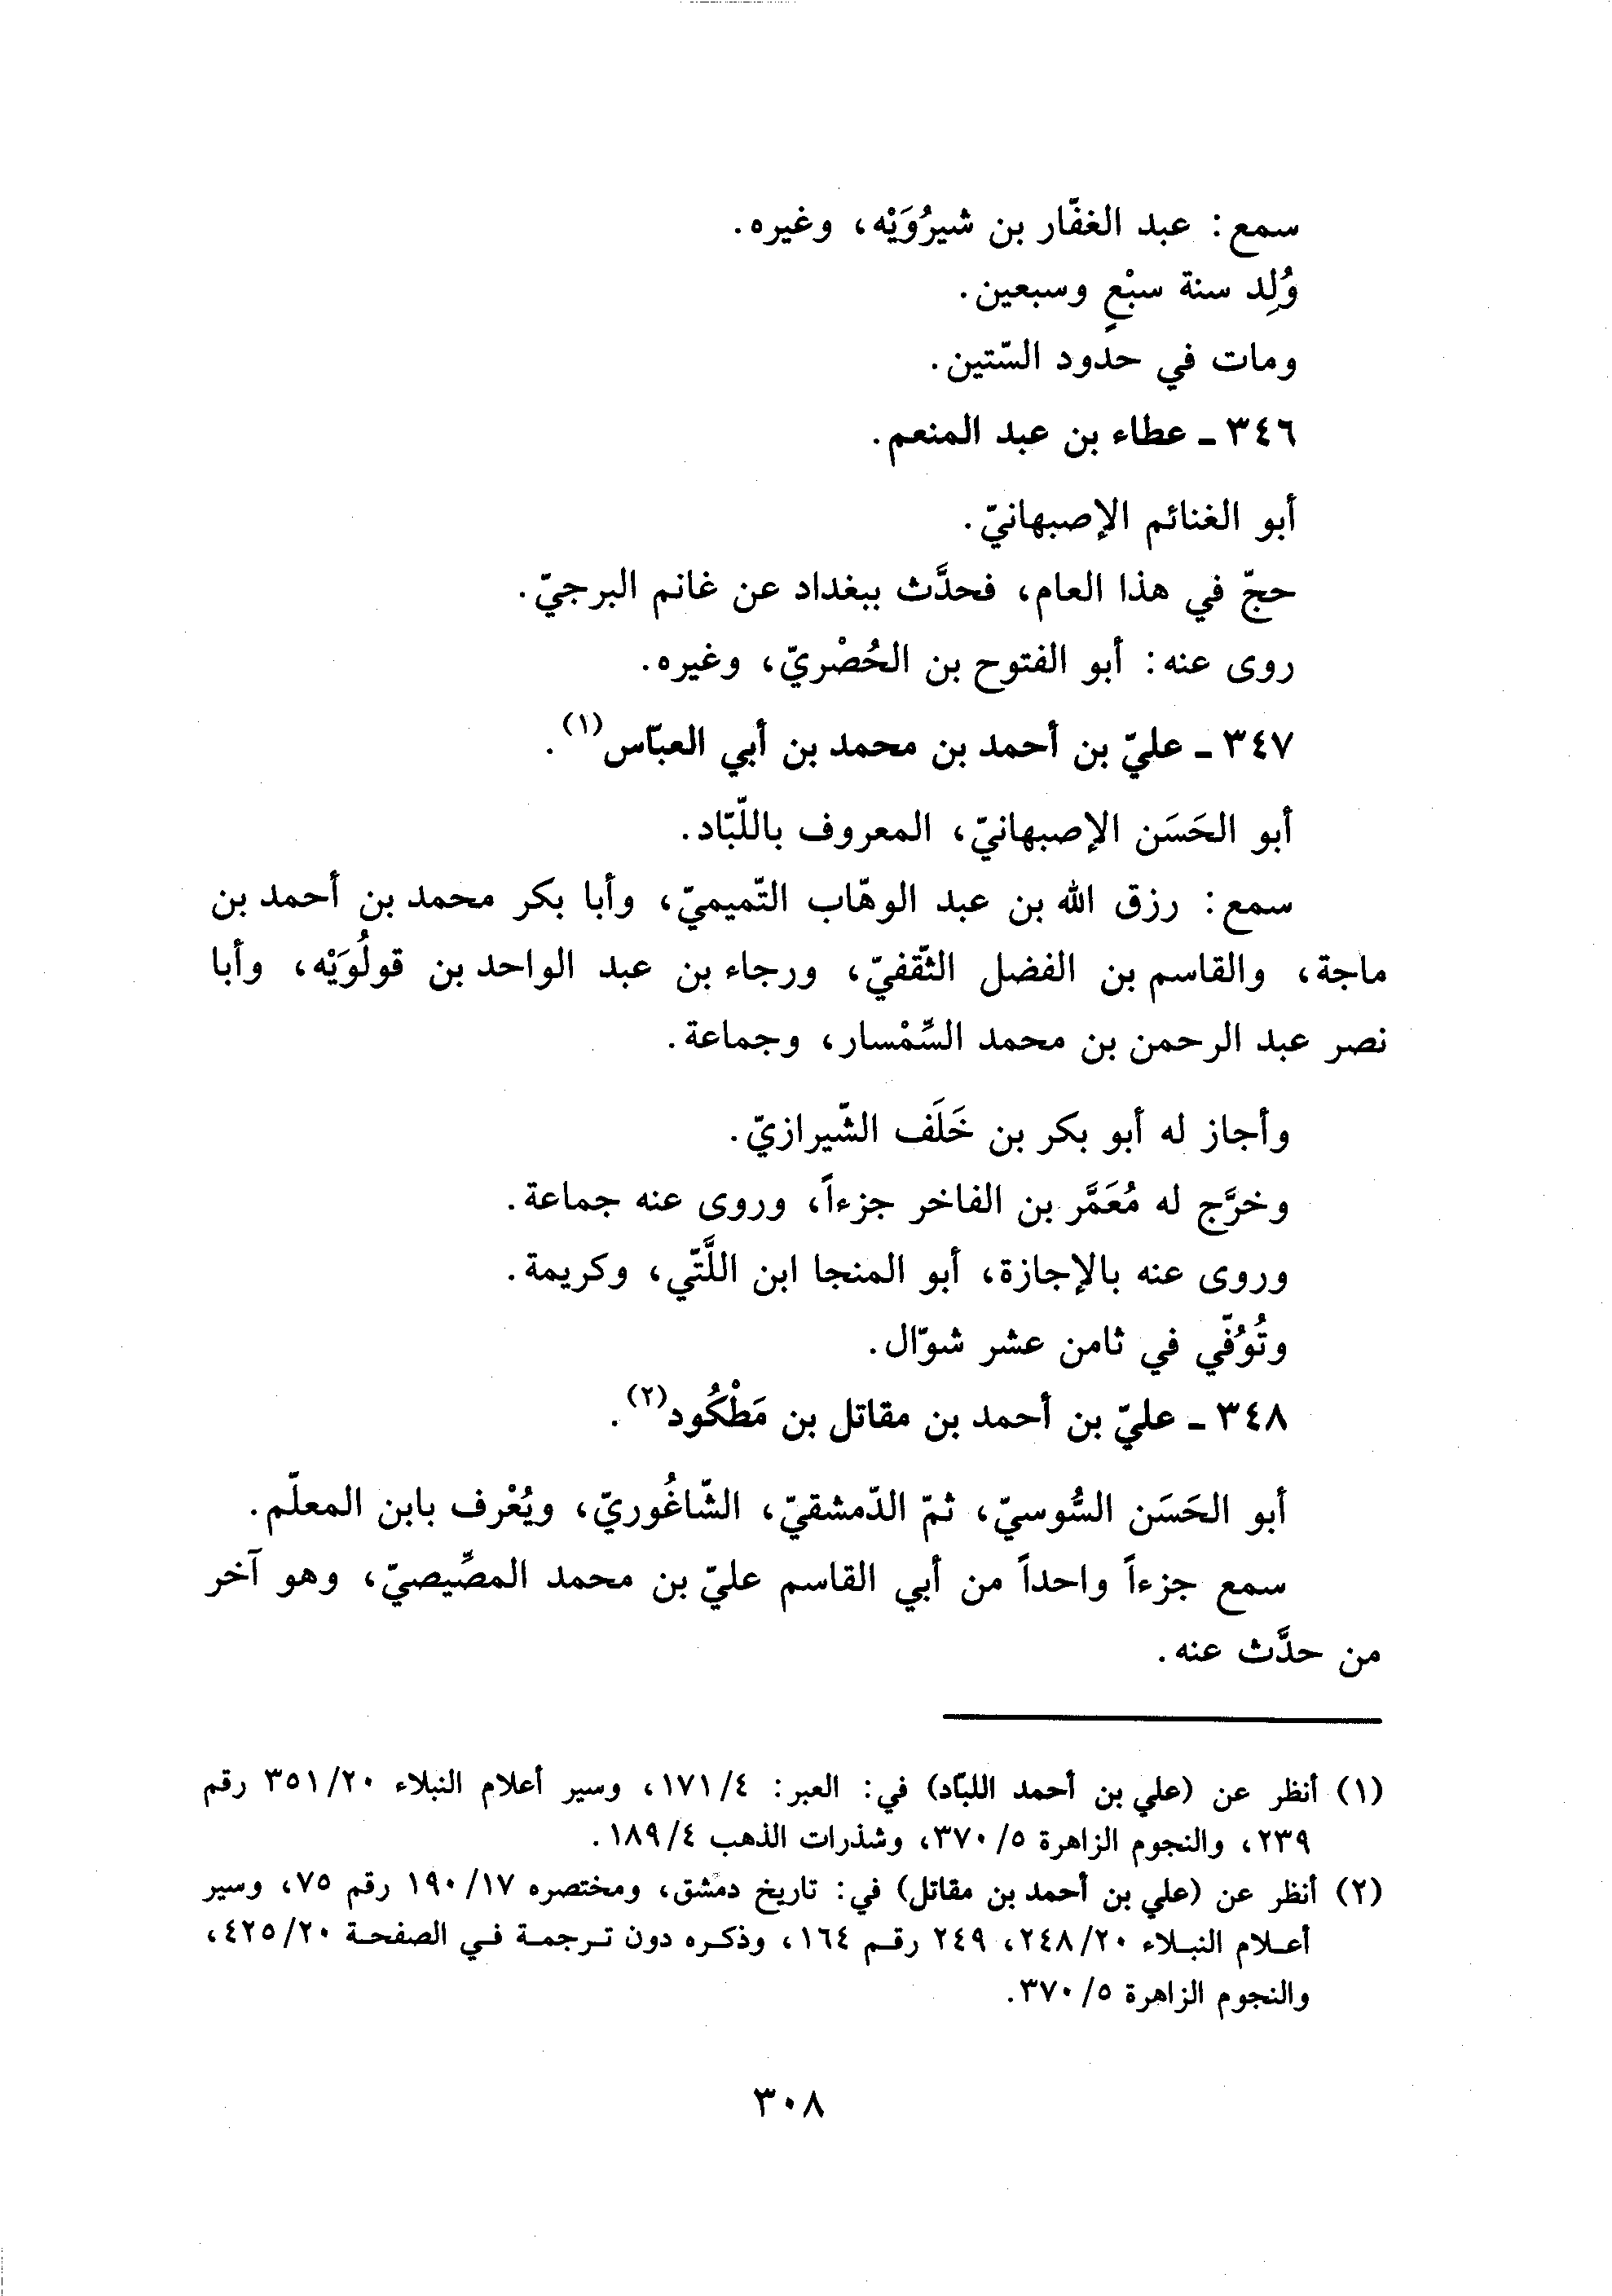 سمع: عبد الغفّار بن شيرُوَيْه، وغيره.
وُلِد سنة سبْعٍ وسبعين.
ومات في حدود السّتين.
٣٤٦ ـ عطاء بن عبد المنعم.
أبو الغنائم الإصبهانيّ.
حجّ في هذا العام، فحدَّث ببغداد عن غانم البرجيّ.
روى عنه: أبو الفتوح بن الحُصْريّ، وغيره.
٣٤٧ ـ عليّ بن أحمد بن محمد بن أبي العبّاس(١).
أبو الحَسَن الإصبهانيّ، المعروف باللّبّاد.
سمع: رزق الله بن عبد الوهّاب التّميميّ، وأبا بكر محمد بن أحمد بن
ماجة، والقاسم بن الفضل الثّقفيّ، ورجاء بن عبد الواحد بن قولُوَيْه، وأبا
نصر عبد الرحمن بن محمد السِّمْسار، وجماعة.
وأجاز له أبو بكر بن خَلَف الشّيرازيّ.
وخرَّج له مُعَمَّر بن الفاخر جزءاً، وروى عنه جماعة.
وروى عنه بالإجازة، أبو المنجا ابن اللَّتّي، وكريمة.
وتُوُفّي في ثامن عشر شوّال.
٣٤٨ ـ عليّ بن أحمد بن مقاتل بن مَطْكُود(٢).
أبو الحَسَن السُّوسيّ، ثمّ الدّمشقيّ، الشّاغُوريّ، ويُعْرف بابن المعلّم.
سمع جزءاً واحداً من أبي القاسم عليّ بن محمد المصِّيصيّ، وهو آخر
من حدَّث عنه.
(١) أنظر عن (علي بن أحمد اللبّاد) في: العبر: ١٧١/٤، وسير أعلام النبلاء ٣٥١/٢٠ رقم
٢٣٩، والنجوم الزاهرة ٣٧٠/٥، وشذرات الذهب ١٨٩/٤.
(٢) أنظر عن (علي بن أحمد بن مقاتل) في: تاريخ دمشق، ومختصره ١٩٠/١٧ رقم ٧٥، وسير
أعلام النبلاء ٢٤٨/٢٠، ٢٤٩ رقم ١٦٤، وذكره دون ترجمة في الصفحة ٤٢٥/٢٠،
والنجوم الزاهرة ٣٧٠/٥.
٣٠٨